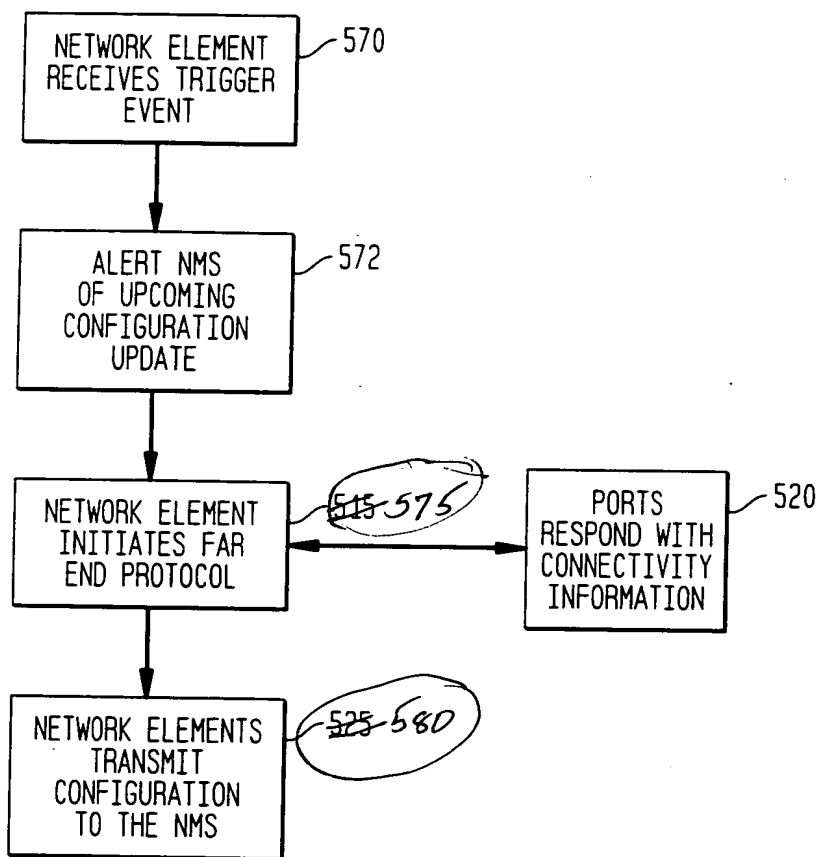 NETWORK ELEMENT
RECEIVES TRIGGER
EVENT
570
ALERT NMS
OF UPCOMING
CONFIGURATION
UPDATE
572
NETWORK ELEMENT
INITIATES FAR
END PROTOCOL
515 575
PORTS
RESPOND WITH
CONNECTIVITY
INFORMATION
520
NETWORK ELEMENTS
TRANSMIT
CONFIGURATION
TO THE NMS
525 580